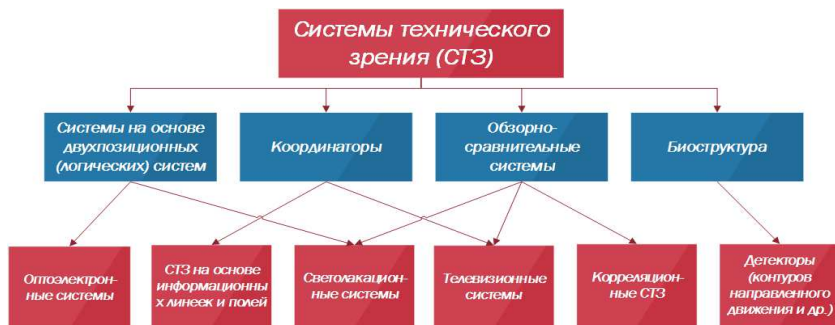 Системы технического
зрения (СТЗ)
Системы на основе
двухпозиционных
(логических) систем
Координаторы
Обзорно-
сравнительные
системы
Биоструктура
Оптоэлектрон-
ные системы
СТЗ на основе
информационны
х линеек и полей
Светолакацион-
ные системы
Телевизионные
системы
Корреляцион-
ные СТЗ
Детекторы
(контуров
направленного
движения и др.)